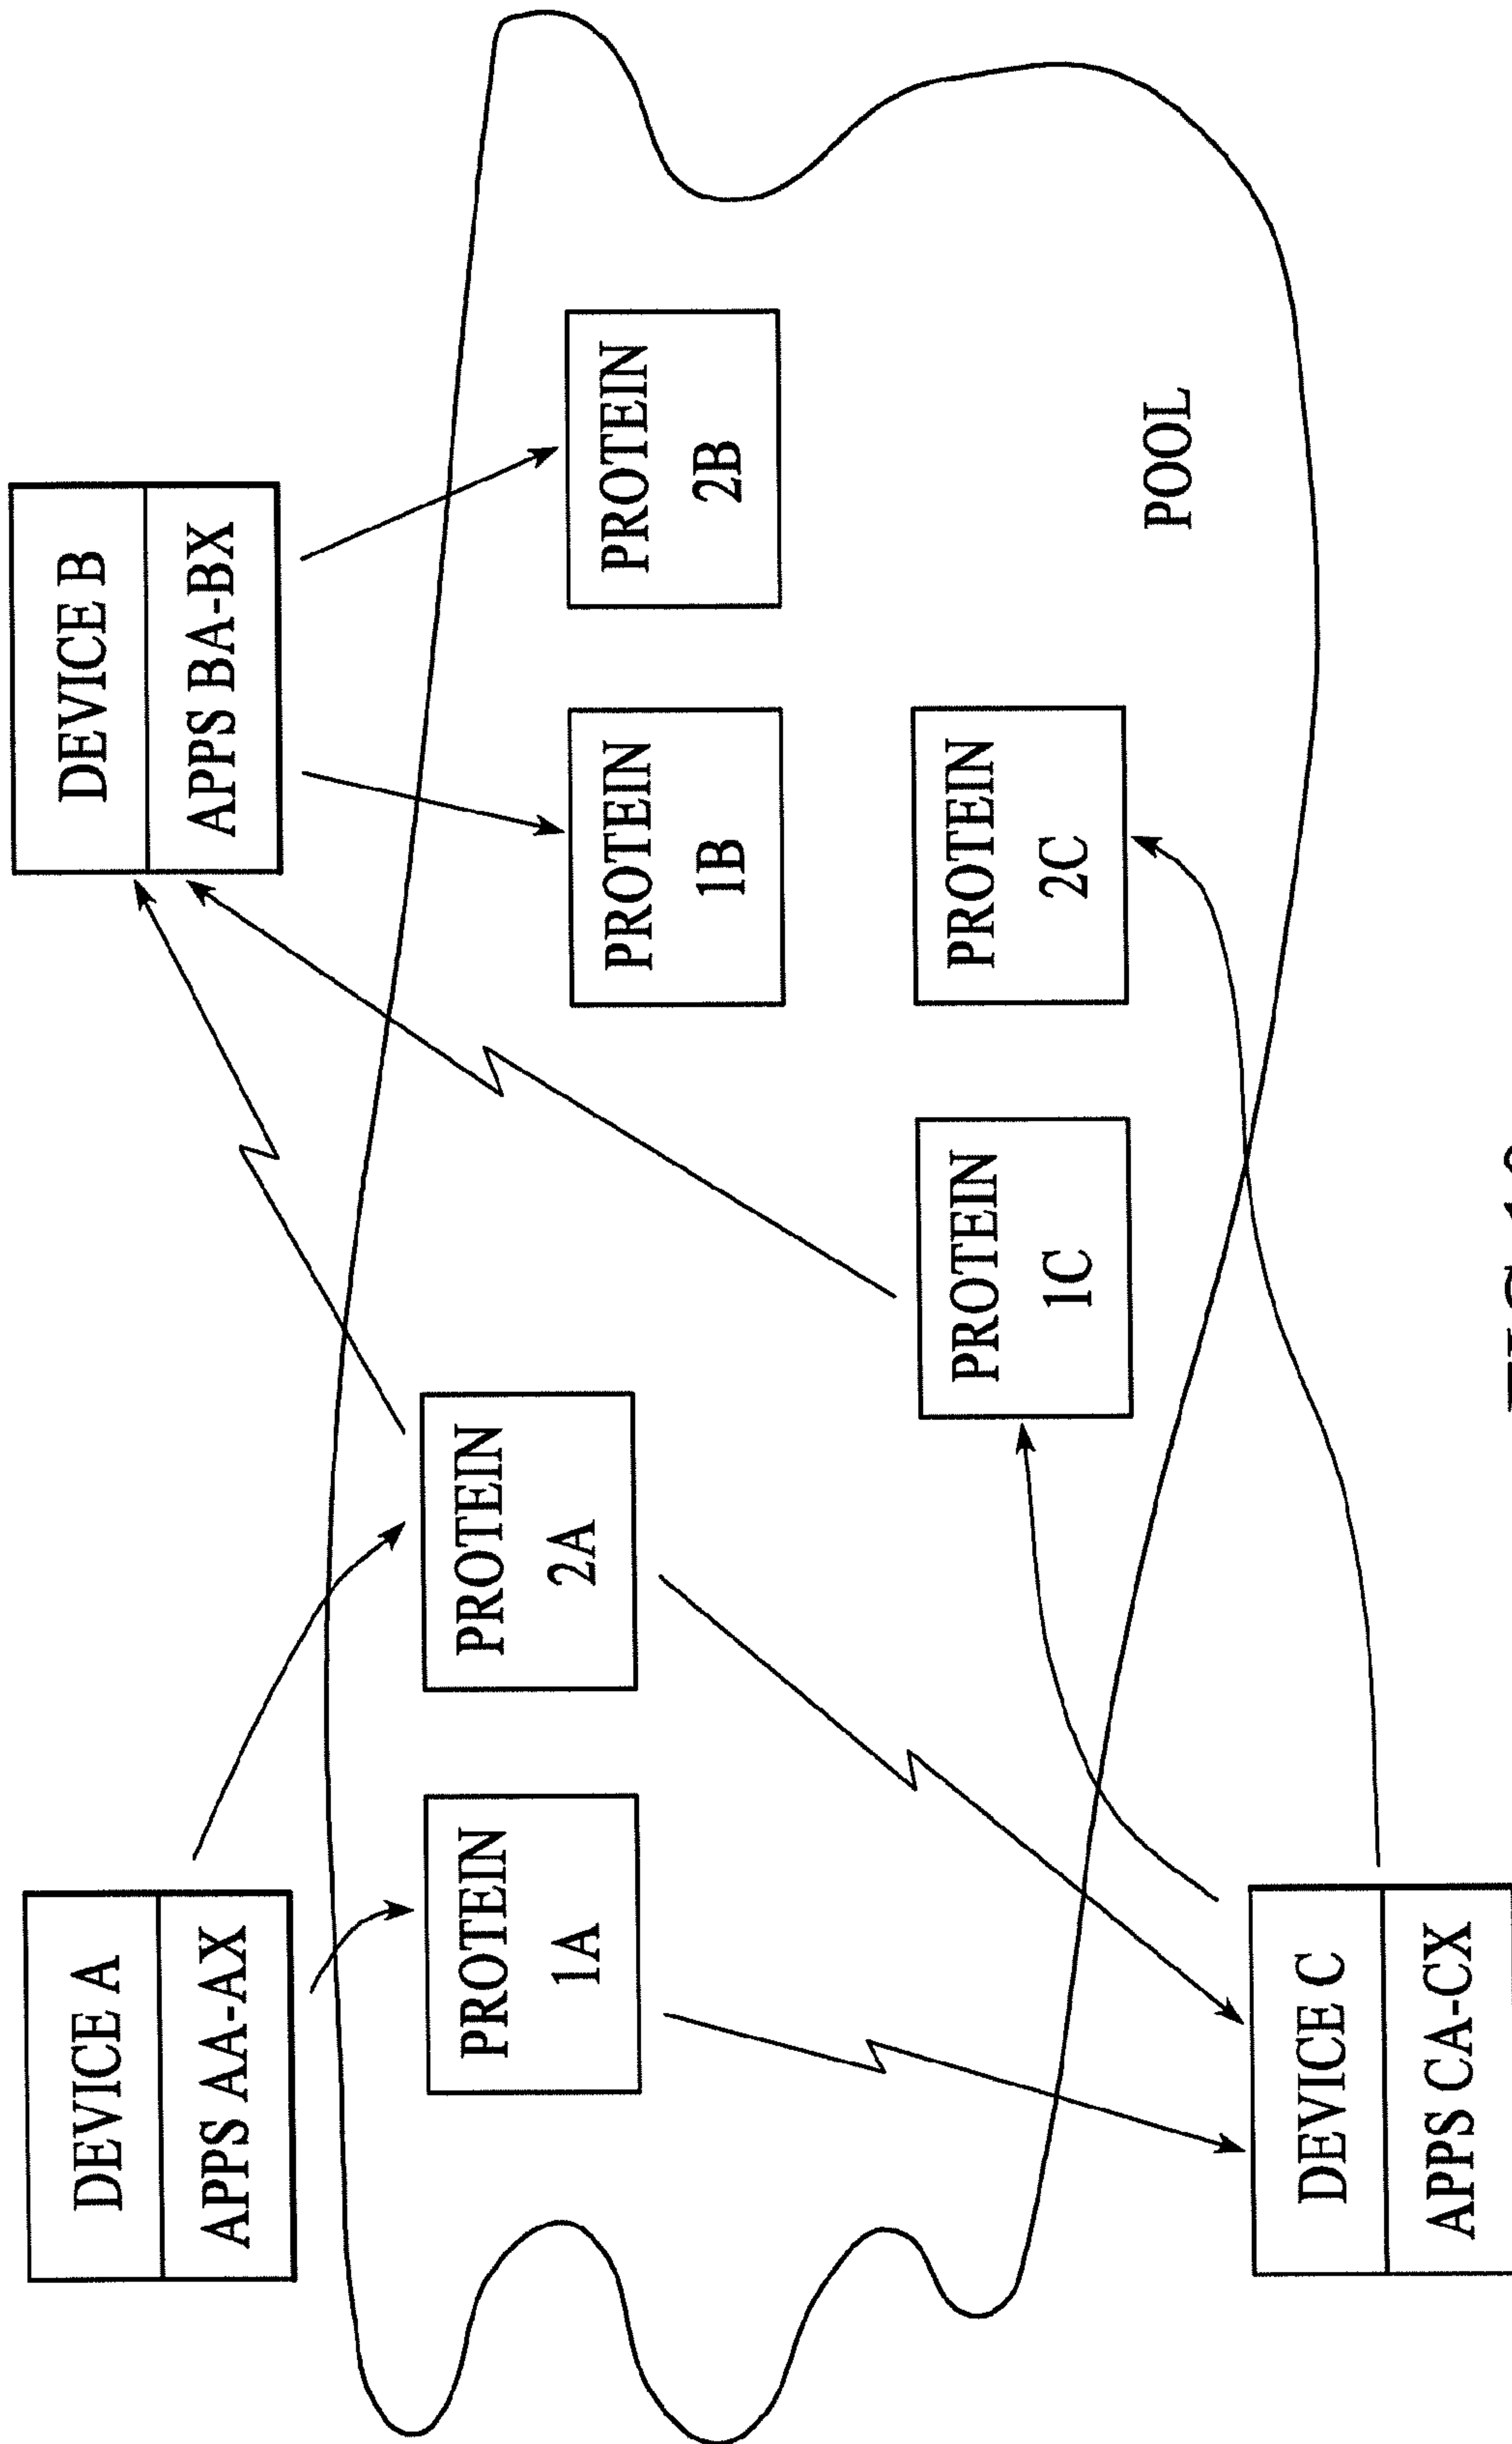 DEVICE A
APPS AA-AX
DEVICE B
APPS BA-BX
PROTEIN
1A
PROTEIN
2A
PROTEIN
1B
PROTEIN
2B
PROTEIN
1C
PROTEIN
2C
POOL
DEVICE C
APPS CA-CX